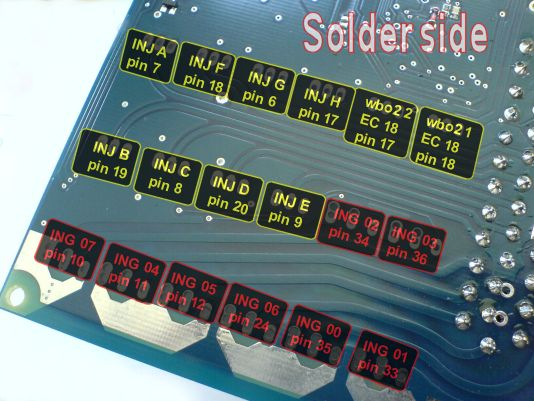 Solder side
INJ A
pin 7
INJ F
pin 18
INJ G
pin 6
INJ H
pin 17
wbo2 2
EC 18
pin 17
wbo2 1
EC 18
pin 18
INJ B
pin 19
INJ C
pin 8
INJ D
pin 20
INJ E
pin 9
ING 02
pin 34
ING 03
pin 36
ING 07
pin 10
ING 04
pin 11
ING 05
pin 12
ING 06
pin 24
ING 00
pin 35
ING 01
pin 33